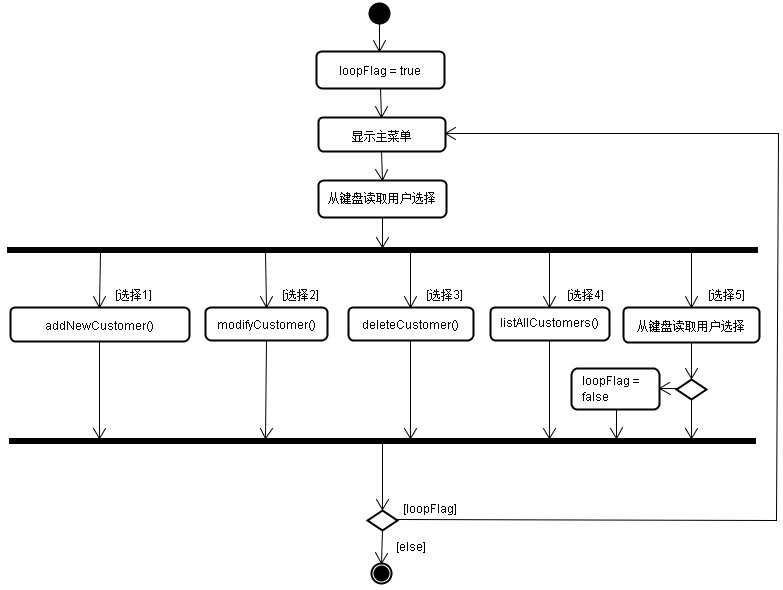 loopFlag = true
显示主菜单
从键盘读取用户选择
[选择1]
[选择2]
[选择3]
[选择4]
[选择5]
addNewCustomer()
modifyCustomer()
deleteCustomer()
listAllCustomers()
从键盘读取用户选择
loopFlag =
false
[loopFlag]
[else]